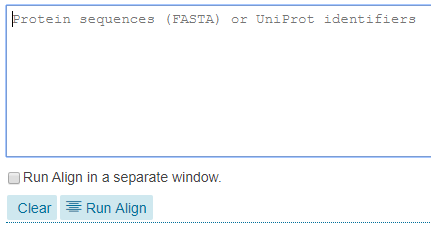 Protein sequences (FASTA) or UniProt identifiers
Run Align in a separate window.
Clear Run Align